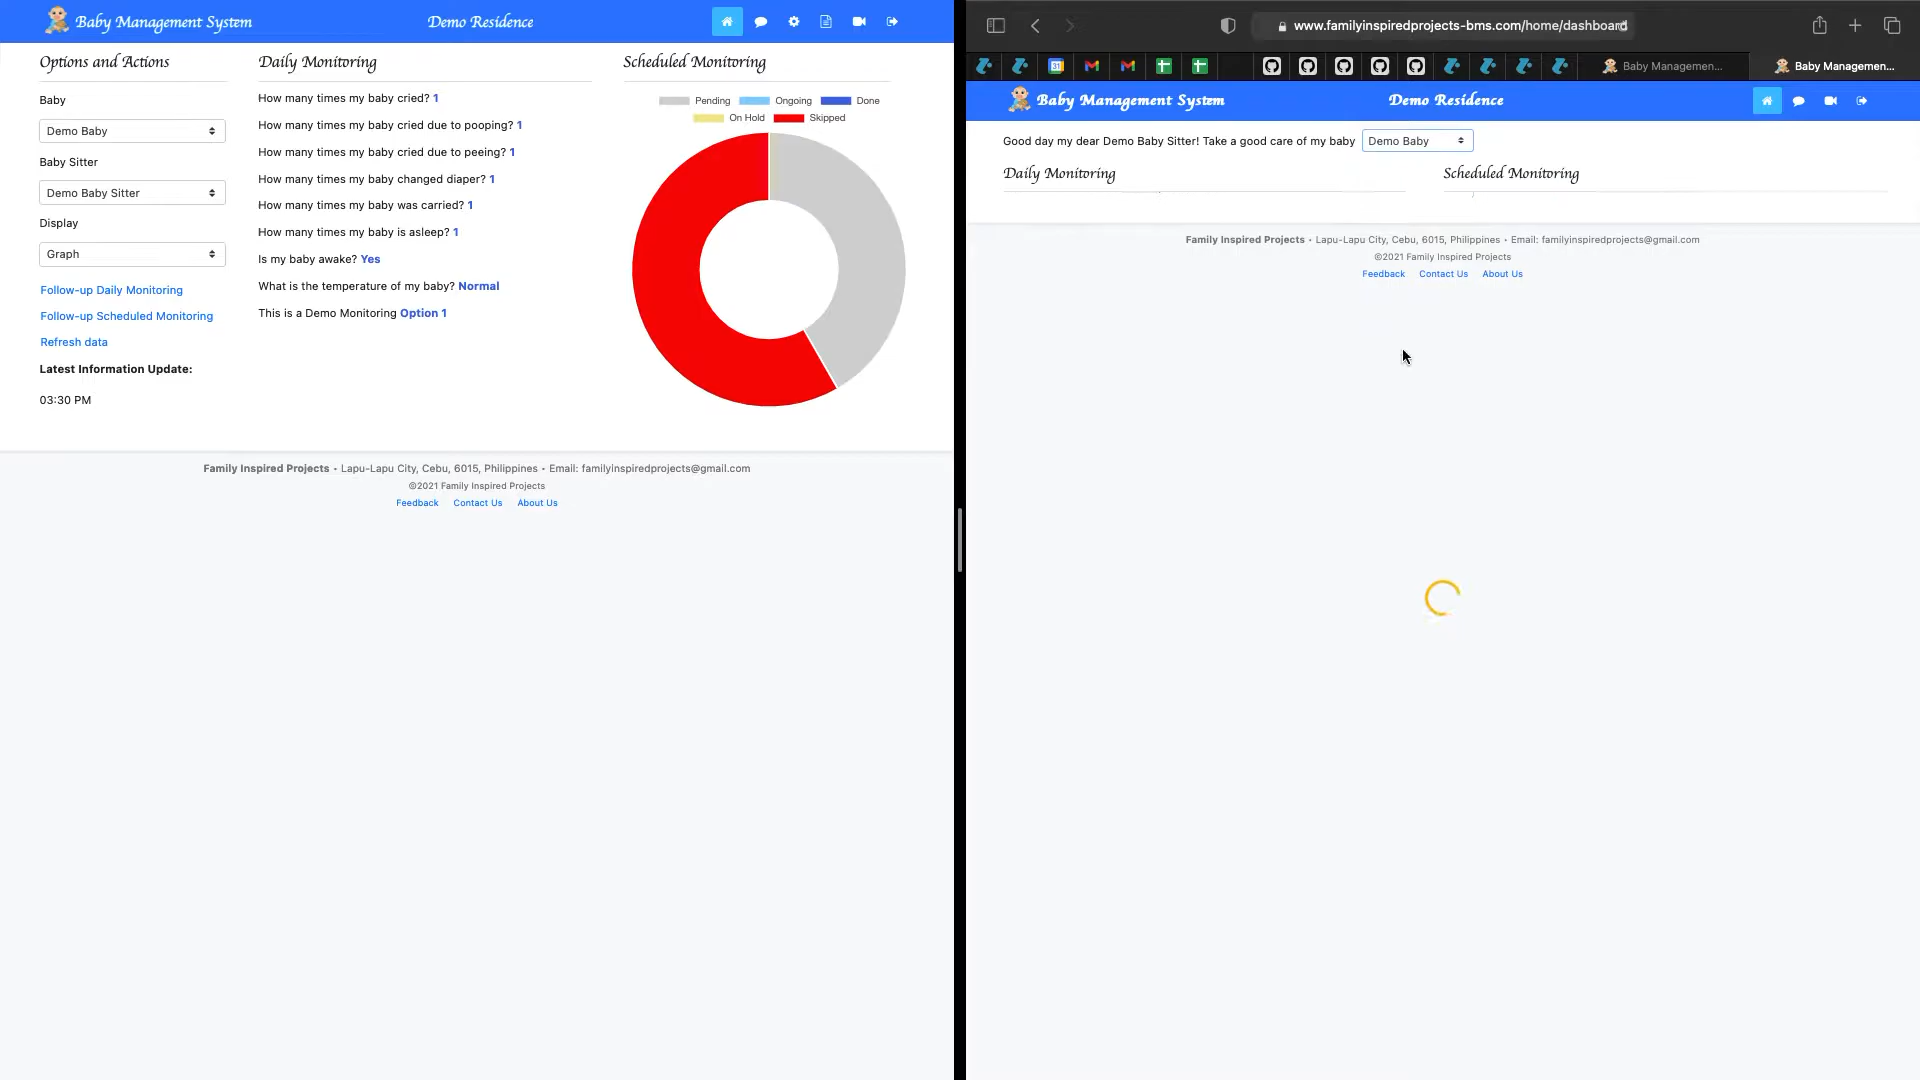 Baby Management System
Demo Residence
Options and Actions
Baby
Demo Baby
Baby Sitter
Demo Baby Sitter
Display
Graph
Follow-up Daily Monitoring
Follow-up Scheduled Monitoring
Refresh data
Latest Information Update:
03:30 PM
Daily Monitoring
How many times my baby cried? 1
How many times my baby cried due to pooping? 1
How many times my baby cried due to peeing? 1
How many times my baby changed diaper? 1
How many times my baby was carried? 1
How many times my baby is asleep? 1
Is my baby awake? Yes
What is the temperature of my baby? Normal
This is a Demo Monitoring Option 1
Scheduled Monitoring
Pending Ongoing Done
On Hold Skipped
Family Inspired Projects • Lapu-Lapu City, Cebu, 6015, Philippines • Email: familyinspiredprojects@gmail.com
©2021 Family Inspired Projects
Feedback Contact Us About Us
www.familyinspiredprojects-bms.com/home/dashboard
31
Baby Managemen...
Baby Managemen...
Baby Management System
Demo Residence
Good day my dear Demo Baby Sitter! Take a good care of my baby Demo Baby
Daily Monitoring
Scheduled Monitoring
Family Inspired Projects • Lapu-Lapu City, Cebu, 6015, Philippines • Email: familyinspiredprojects@gmail.com
©2021 Family Inspired Projects
Feedback Contact Us About Us